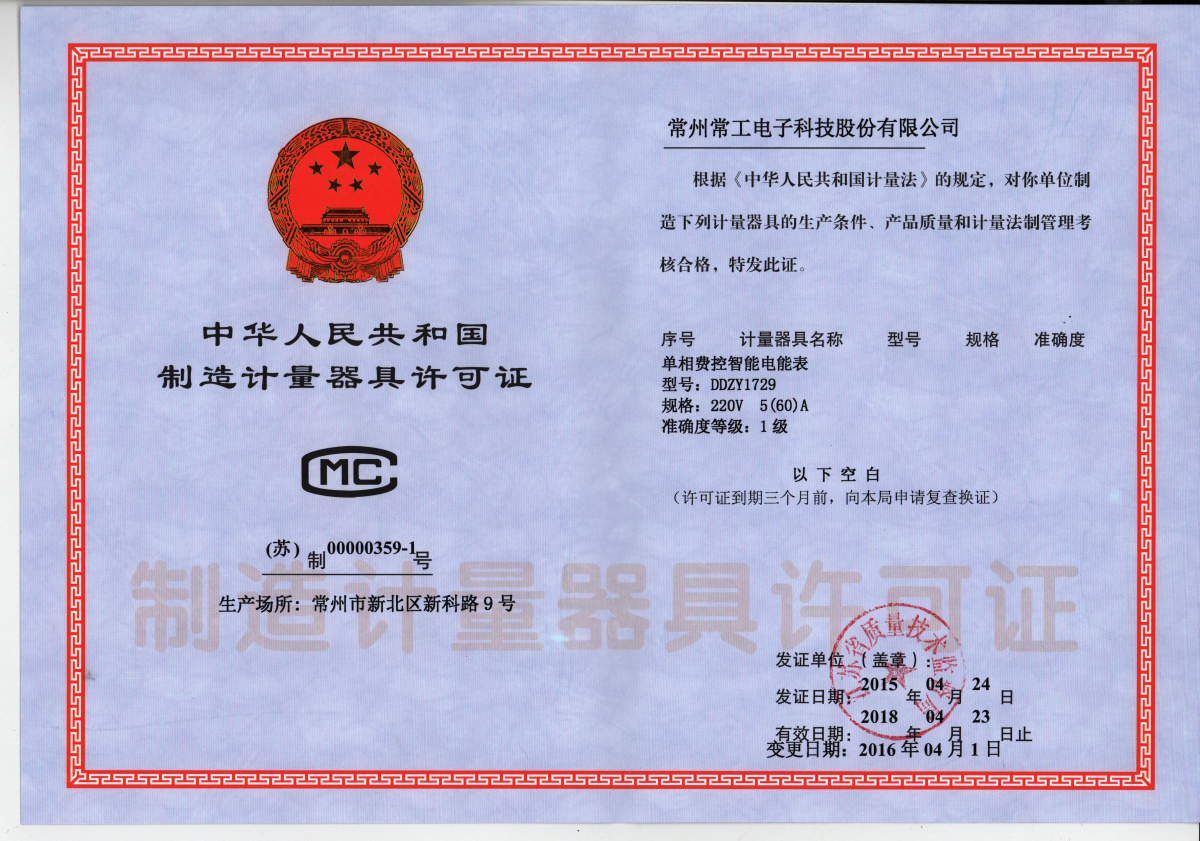 中华人民共和国
制造计量器具许可证
MC
(苏) 制 00000359-1 号
生产场所：常州市新北区新科路9号
常州常工电子科技股份有限公司
根据《中华人民共和国计量法》的规定，对你单位制
造下列计量器具的生产条件、产品质量和计量法制管理考
核合格，特发此证。
序号 计量器具名称 型号 规格 准确度
单相费控智能电能表
型号：DDZY1729
规格：220V 5(60)A
准确度等级：1级
以下空白
（许可证到期三个月前，向本局申请复查换证）
制造计量器具许可证
江苏省质量技术监督局
发证单位（盖章）：
发证日期：2015年04月24日
有效日期：2018年04月23日止
变更日期：2016年04月1日